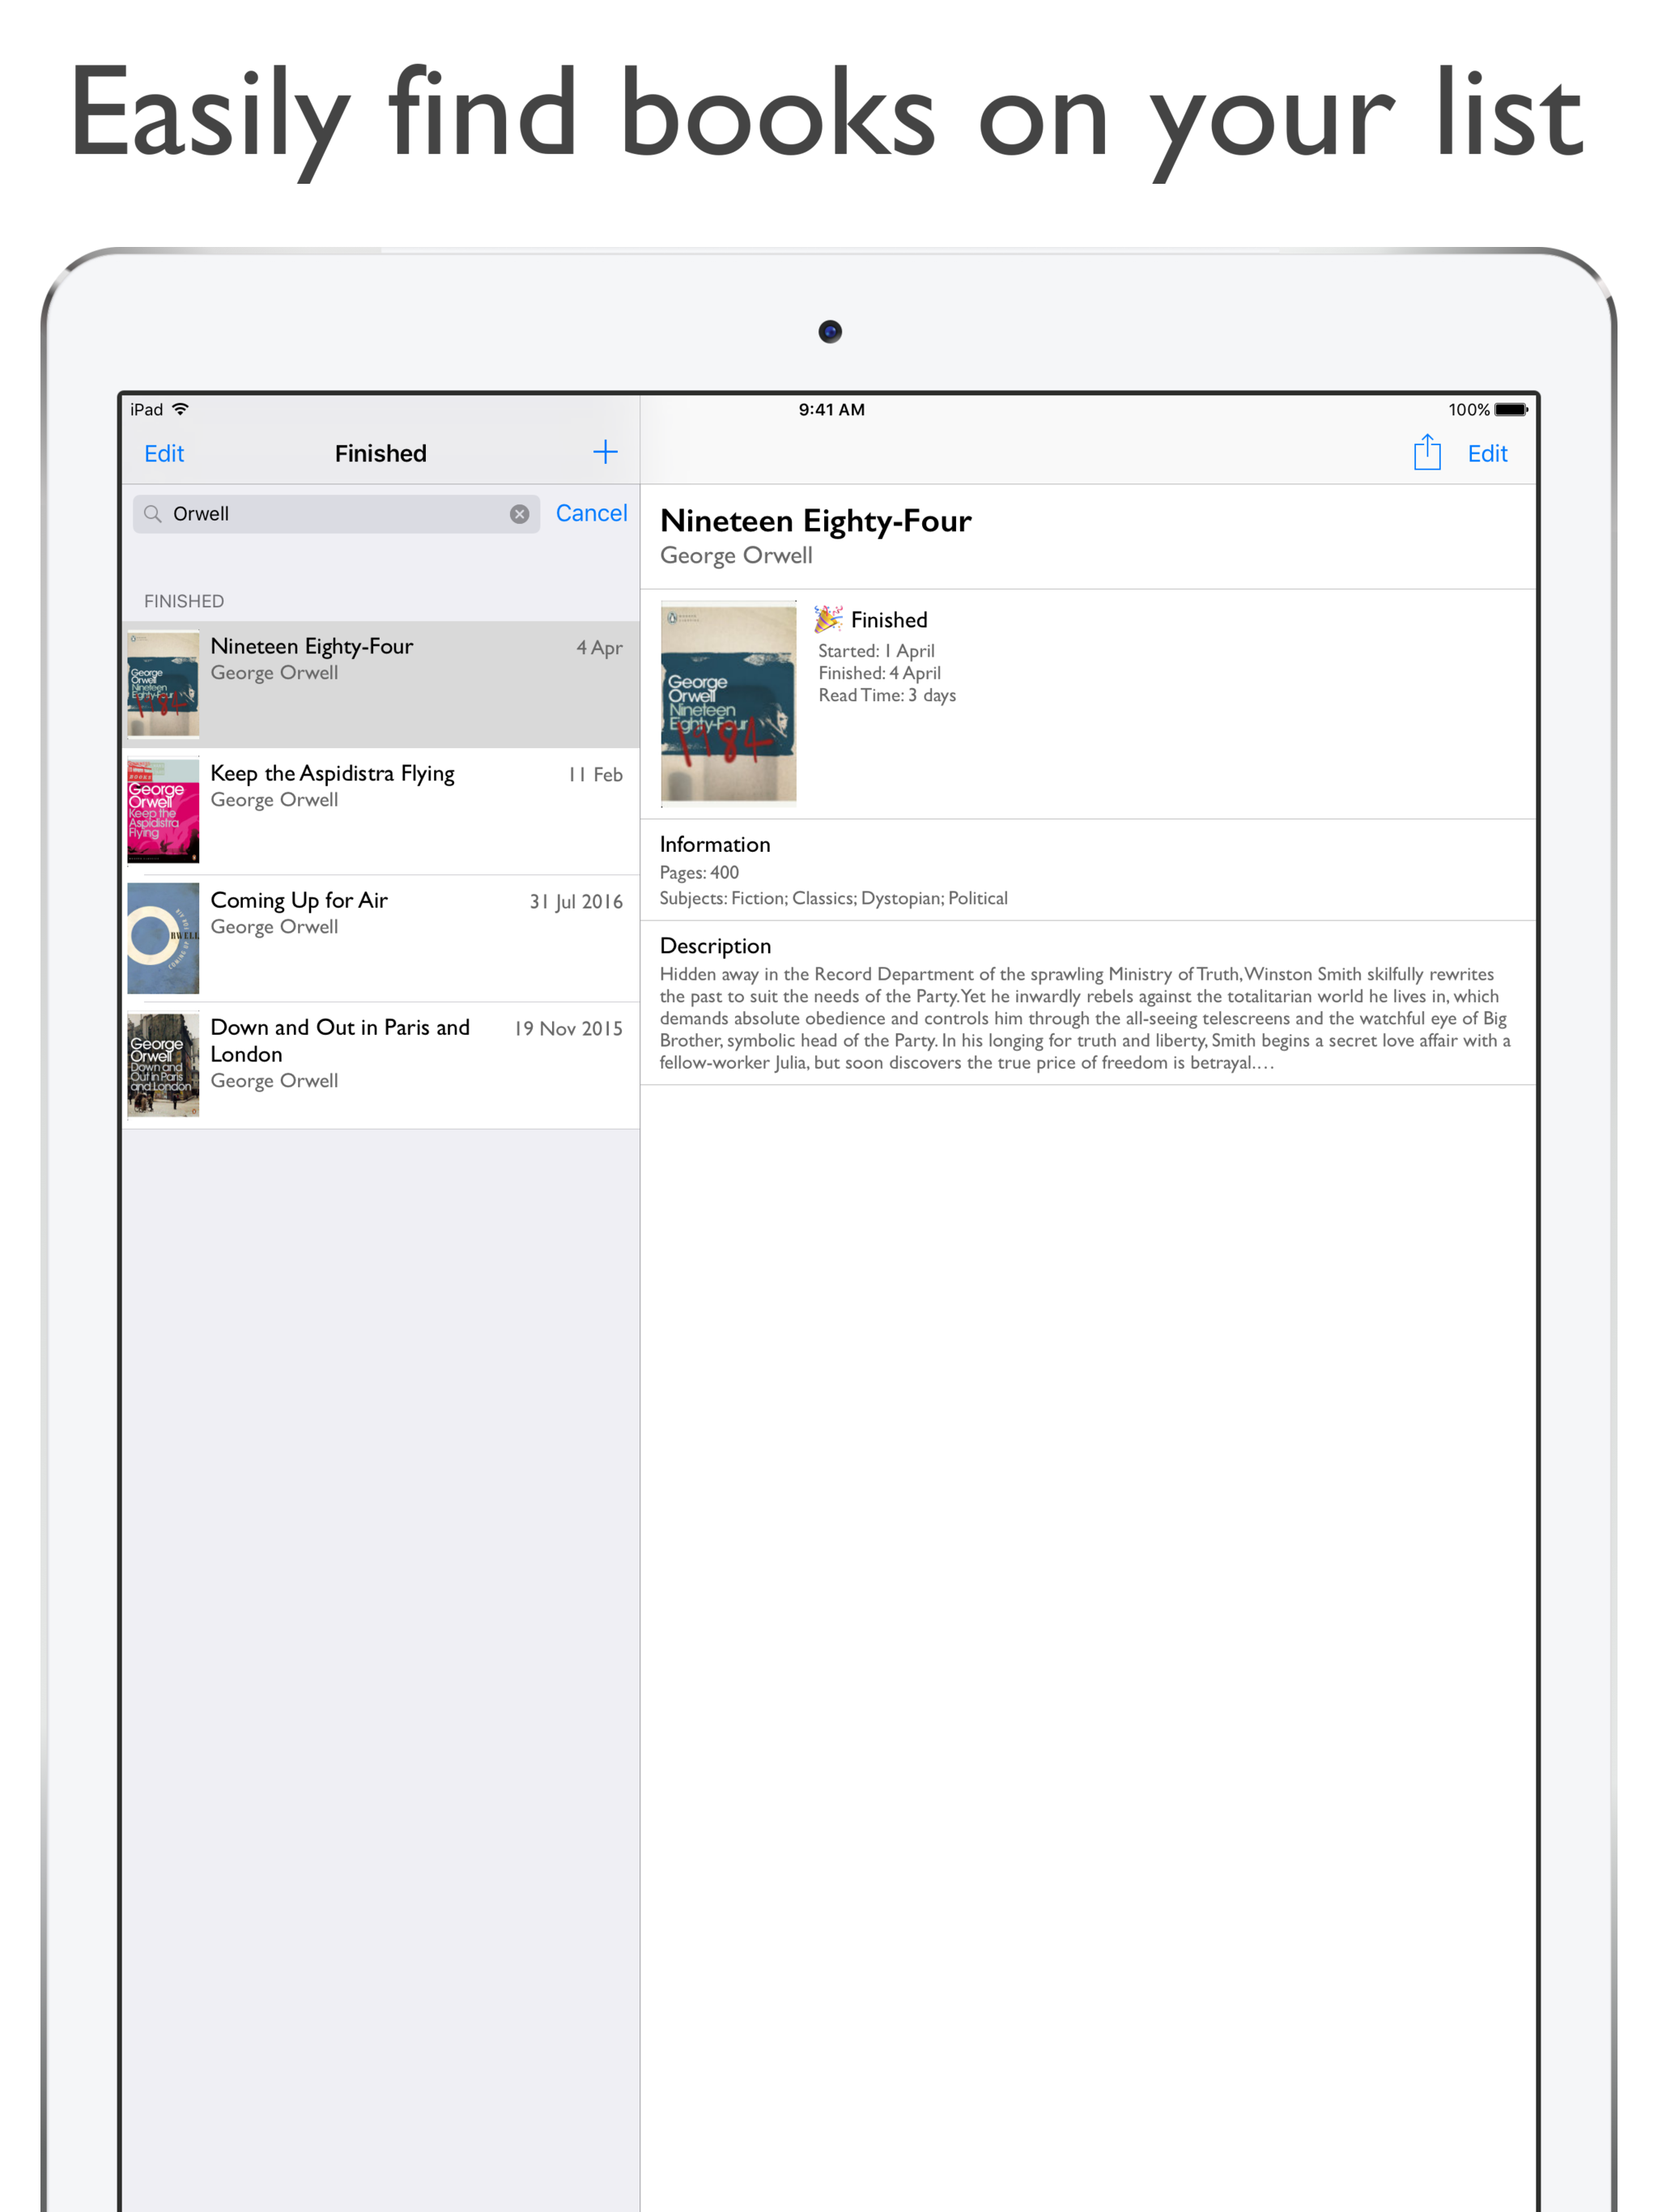 Easily find books on your list
iPad
9:41 AM
100%
Edit
Finished
Edit
Orwell
Cancel
FINISHED
Nineteen Eighty-Four
4 Apr
George Orwell
George
Orwell
Nineteen
Eighty-Four
1984
Keep the Aspidistra Flying
11 Feb
George Orwell
BOOKS
George
Orwell
Keep the
Aspidistra
Flying
Coming Up for Air
31 Jul 2016
George Orwell
RWELL
COMING UP FOR AIR
Down and Out in Paris and
London
19 Nov 2015
George Orwell
George
Orwell
Down and
Out in Paris
and London
Nineteen Eighty-Four
George Orwell
George
Orwell
Nineteen
Eighty-Four
1984
Finished
Started: 1 April
Finished: 4 April
Read Time: 3 days
Information
Pages: 400
Subjects: Fiction; Classics; Dystopian; Political
Description
Hidden away in the Record Department of the sprawling Ministry of Truth, Winston Smith skilfully rewrites
the past to suit the needs of the Party. Yet he inwardly rebels against the totalitarian world he lives in, which
demands absolute obedience and controls him through the all-seeing telescreens and the watchful eye of Big
Brother, symbolic head of the Party. In his longing for truth and liberty, Smith begins a secret love affair with a
fellow-worker Julia, but soon discovers the true price of freedom is betrayal....